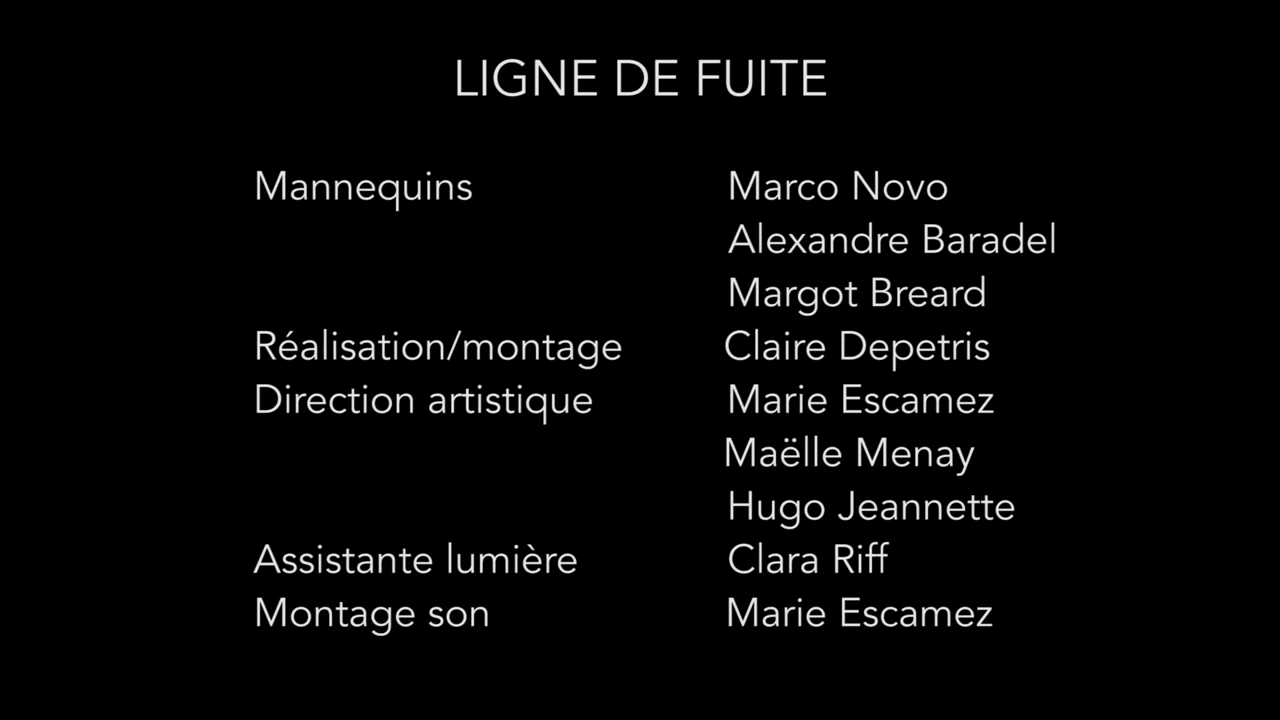 LIGNE DE FUITE
Mannequins Marco Novo
Alexandre Baradel
Margot Breard
Réalisation/montage Claire Depetris
Direction artistique Marie Escamez
Maëlle Menay
Hugo Jeannette
Assistante lumière Clara Riff
Montage son Marie Escamez